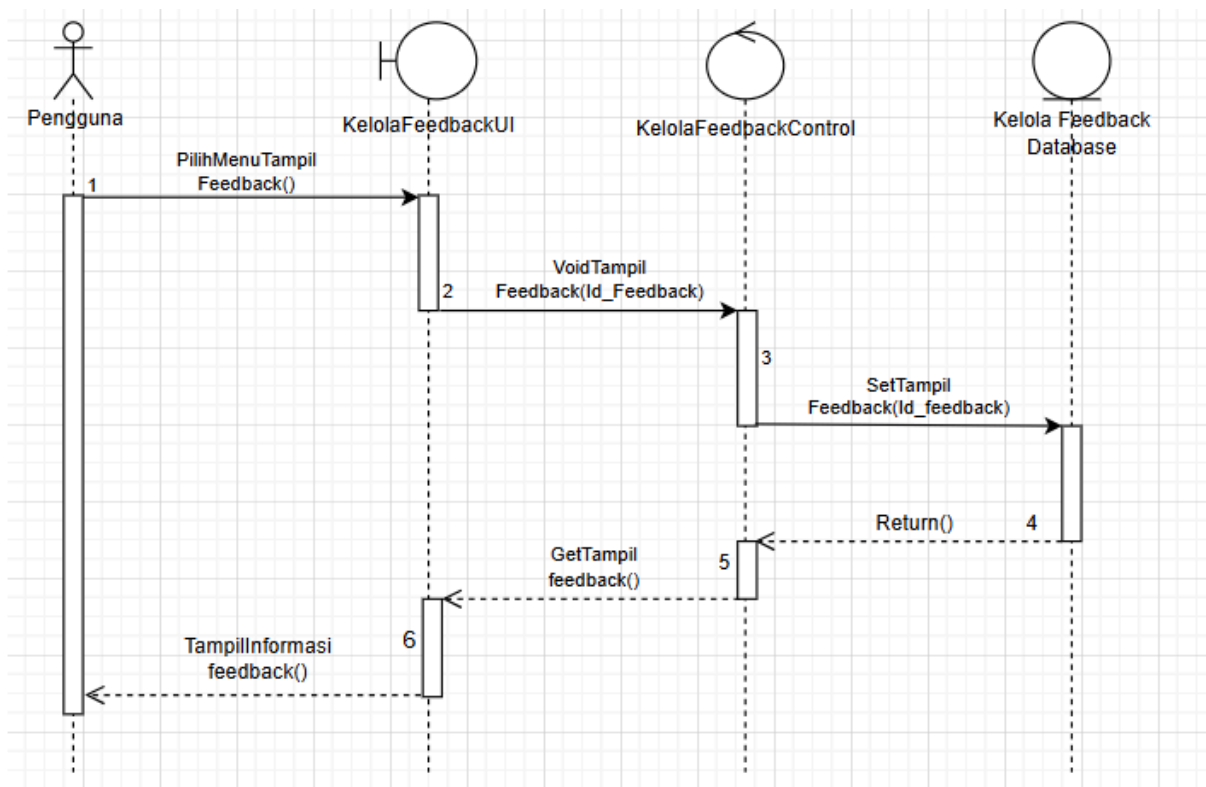 Pengguna
KelolaFeedbackUI
KelolaFeedbackControl
Kelola Feedback
Database
PilihMenuTampil
Feedback()
1
VoidTampil
Feedback(Id_Feedback)
2
3
SetTampil
Feedback(Id_feedback)
Return()
4
GetTampil
feedback()
5
TampilInformasi
feedback()
6